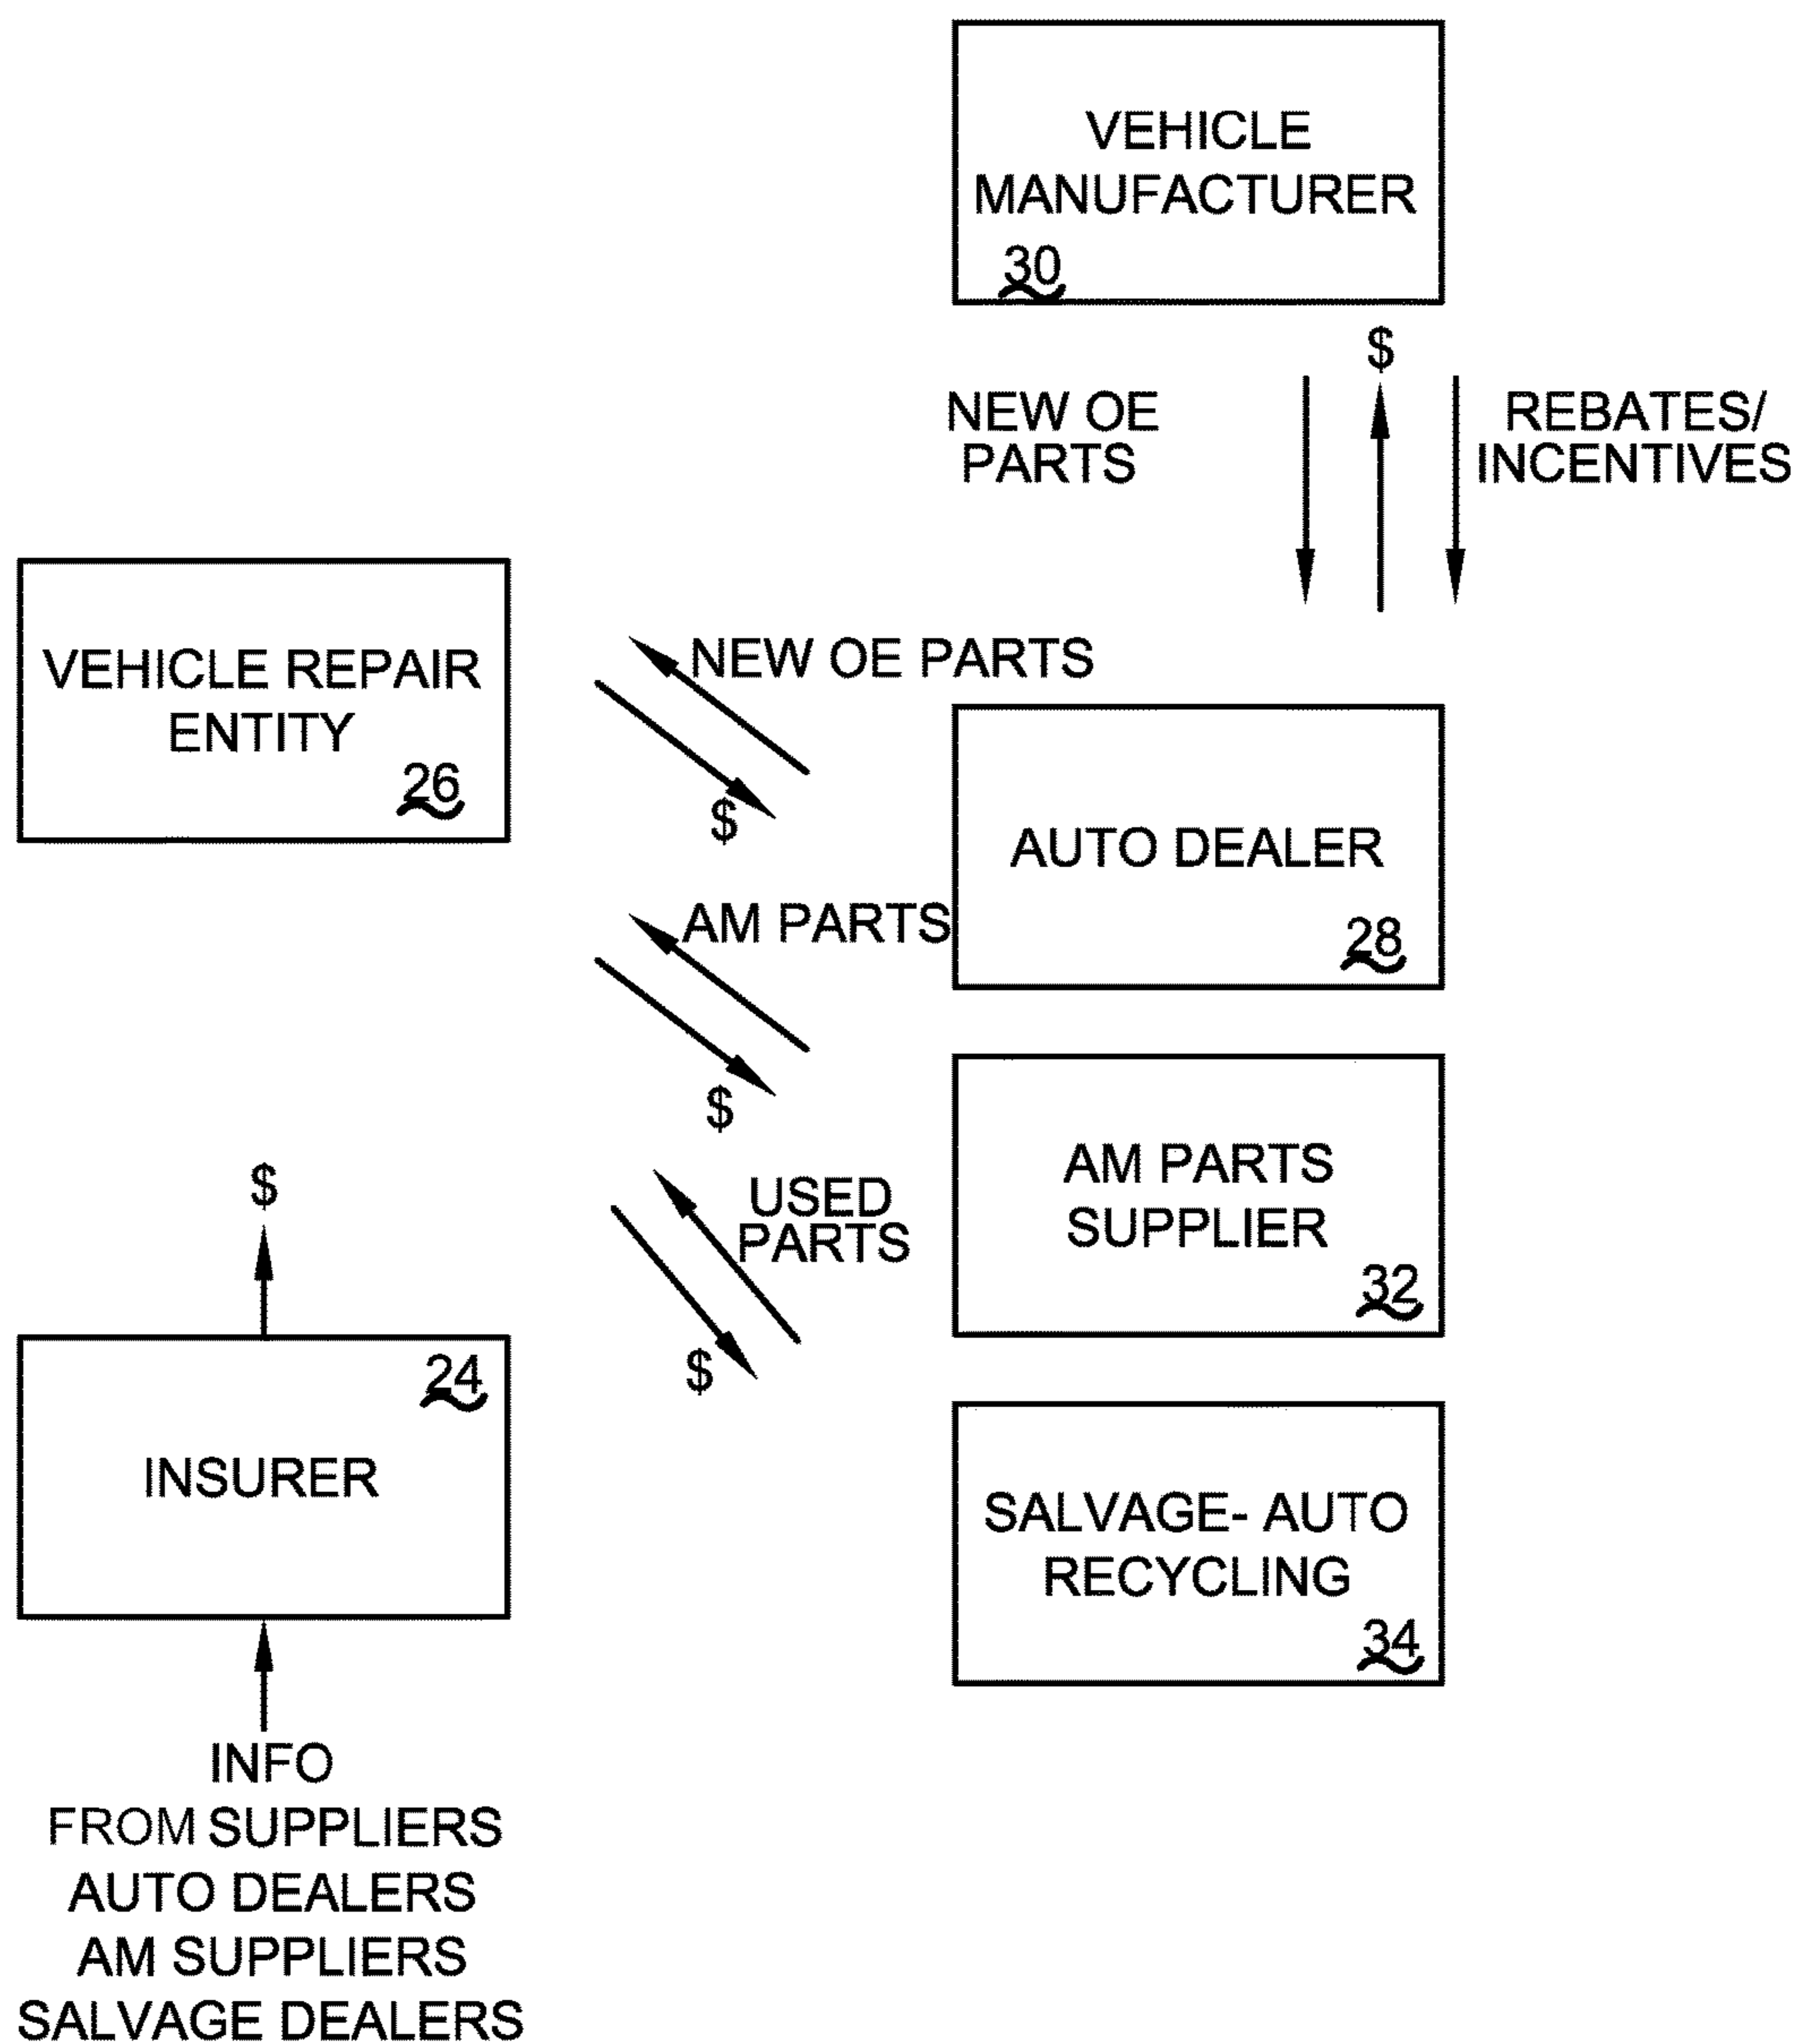 VEHICLE
MANUFACTURER
30
$
NEW OE
PARTS
REBATES/
INCENTIVES
VEHICLE REPAIR
ENTITY
26
NEW OE PARTS
$
AUTO DEALER
28
AM PARTS
$
AM PARTS
SUPPLIER
32
USED
PARTS
$
$
24
INSURER
SALVAGE- AUTO
RECYCLING
34
INFO
FROM SUPPLIERS
AUTO DEALERS
AM SUPPLIERS
SALVAGE DEALERS